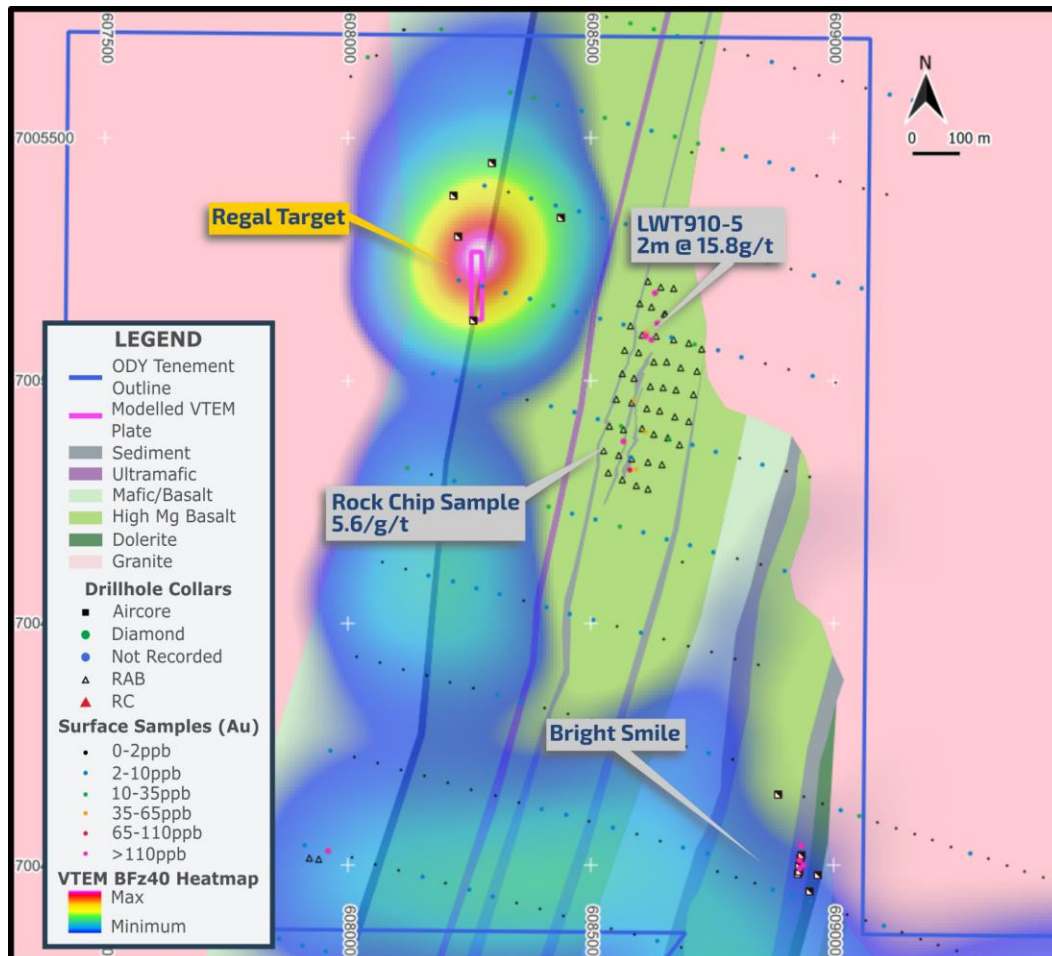 607500
608000
608500
609000
N
0 100 m
7005500
Regal Target
LWT910-5
2m @ 15.8g/t
LEGEND
ODY Tenement
Outline
Modelled VTEM
Plate
Sediment
Ultramafic
Mafic/Basalt
High Mg Basalt
Dolerite
Granite
Drillhole Collars
Aircore
Diamond
Not Recorded
RAB
RC
Surface Samples (Au)
0-2ppb
2-10ppb
10-35ppb
35-65ppb
65-110ppb
>110ppb
VTEM BFz40 Heatmap
Max
Minimum
7005
Rock Chip Sample
5.6/g/t
7004
Bright Smile
7004
608000
608500
609000